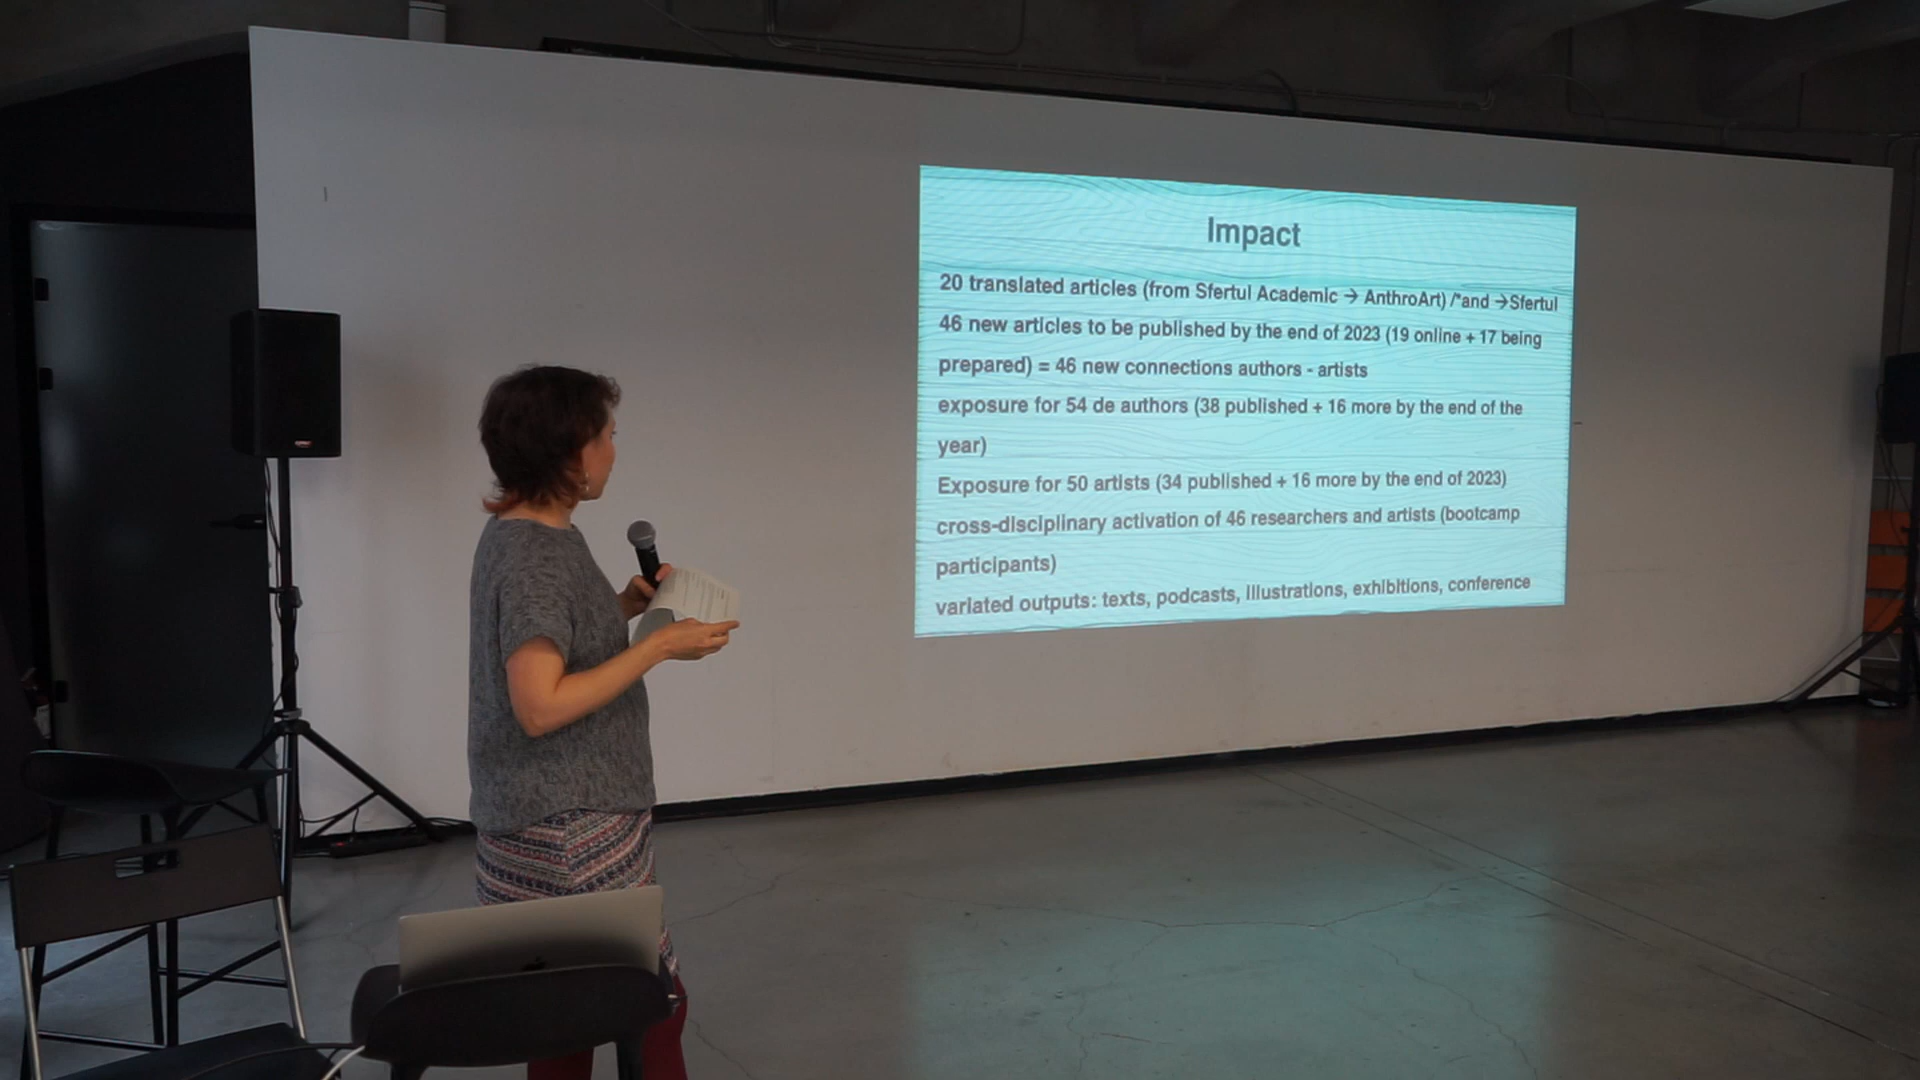 Impact
20 translated articles (from Sfertul Academic → AnthroArt) /*and →Sfertul
46 new articles to be published by the end of 2023 (19 online + 17 being
prepared) = 46 new connections authors - artists
exposure for 54 de authors (38 published + 16 more by the end of the
year)
Exposure for 50 artists (34 published + 16 more by the end of 2023)
cross-disciplinary activation of 46 researchers and artists (bootcamp
participants)
variated outputs: texts, podcasts, illustrations, exhibitions, conference